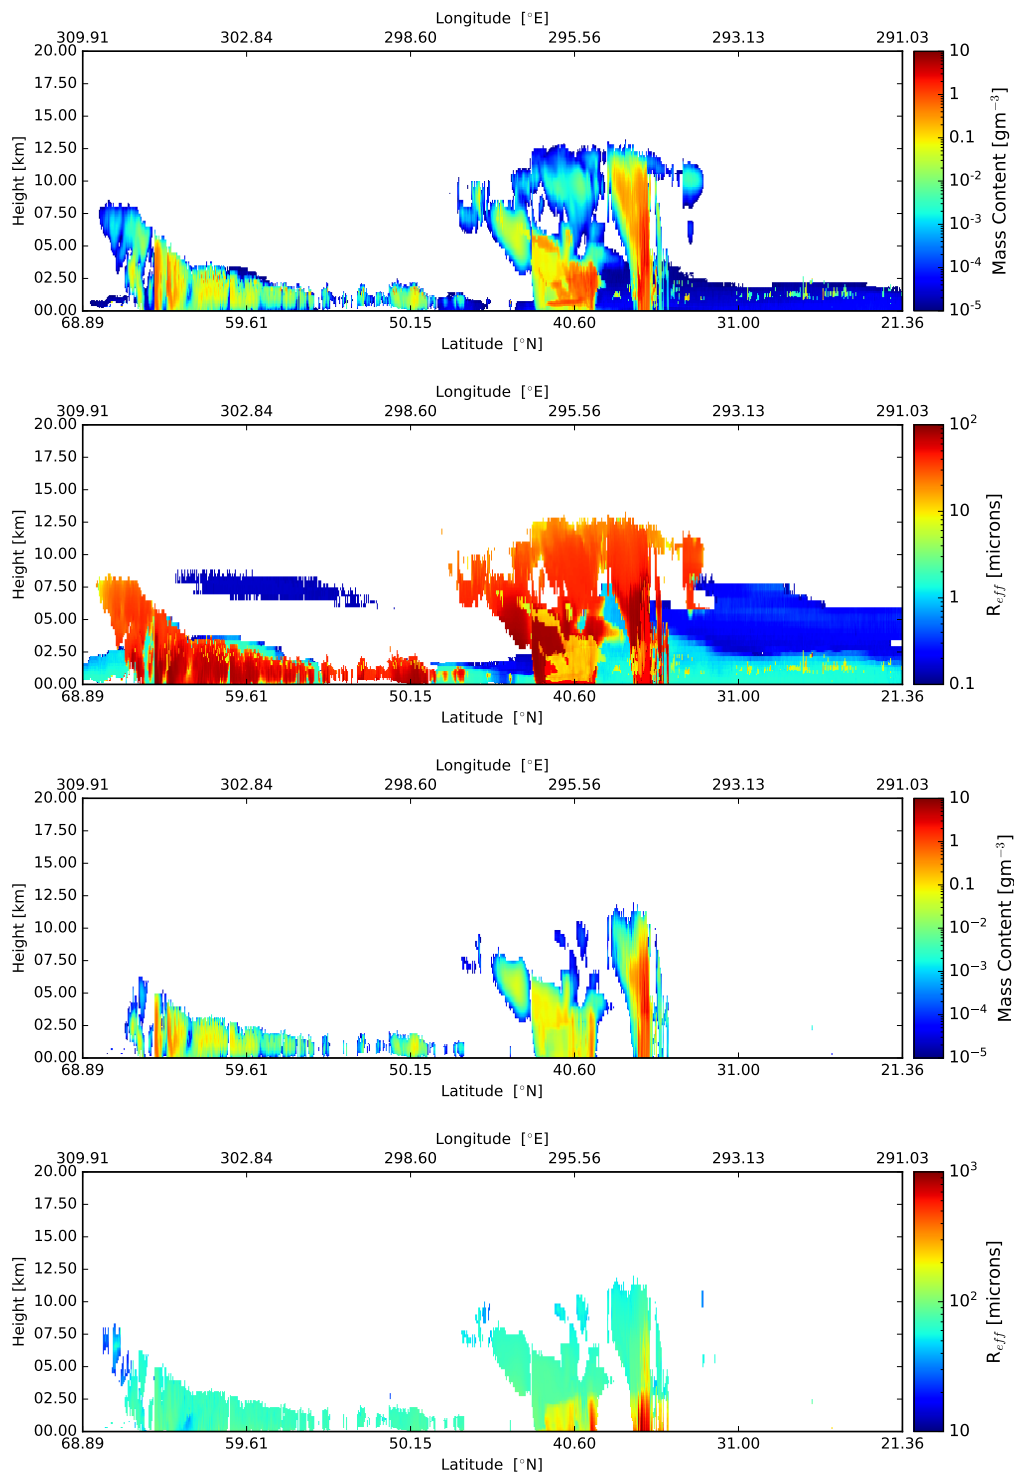 Longitude [°E]
309.91 302.84 298.60 295.56 293.13 291.03
20.00
17.50
15.00
12.50
10.00
07.50
05.00
02.50
00.00
Height [km]
68.89 59.61 50.15 40.60 31.00 21.36
Latitude [°N]
10
1
0.1
10⁻²
10⁻³
10⁻⁴
10⁻⁵
Mass Content [gm⁻³]
Longitude [°E]
309.91 302.84 298.60 295.56 293.13 291.03
20.00
17.50
15.00
12.50
10.00
07.50
05.00
02.50
00.00
Height [km]
68.89 59.61 50.15 40.60 31.00 21.36
Latitude [°N]
10²
10
1
0.1
R_eff [microns]
Longitude [°E]
309.91 302.84 298.60 295.56 293.13 291.03
20.00
17.50
15.00
12.50
10.00
07.50
05.00
02.50
00.00
Height [km]
68.89 59.61 50.15 40.60 31.00 21.36
Latitude [°N]
10
1
0.1
10⁻²
10⁻³
10⁻⁴
10⁻⁵
Mass Content [gm⁻³]
Longitude [°E]
309.91 302.84 298.60 295.56 293.13 291.03
20.00
17.50
15.00
12.50
10.00
07.50
05.00
02.50
00.00
Height [km]
68.89 59.61 50.15 40.60 31.00 21.36
Latitude [°N]
10³
10²
10
R_eff [microns]